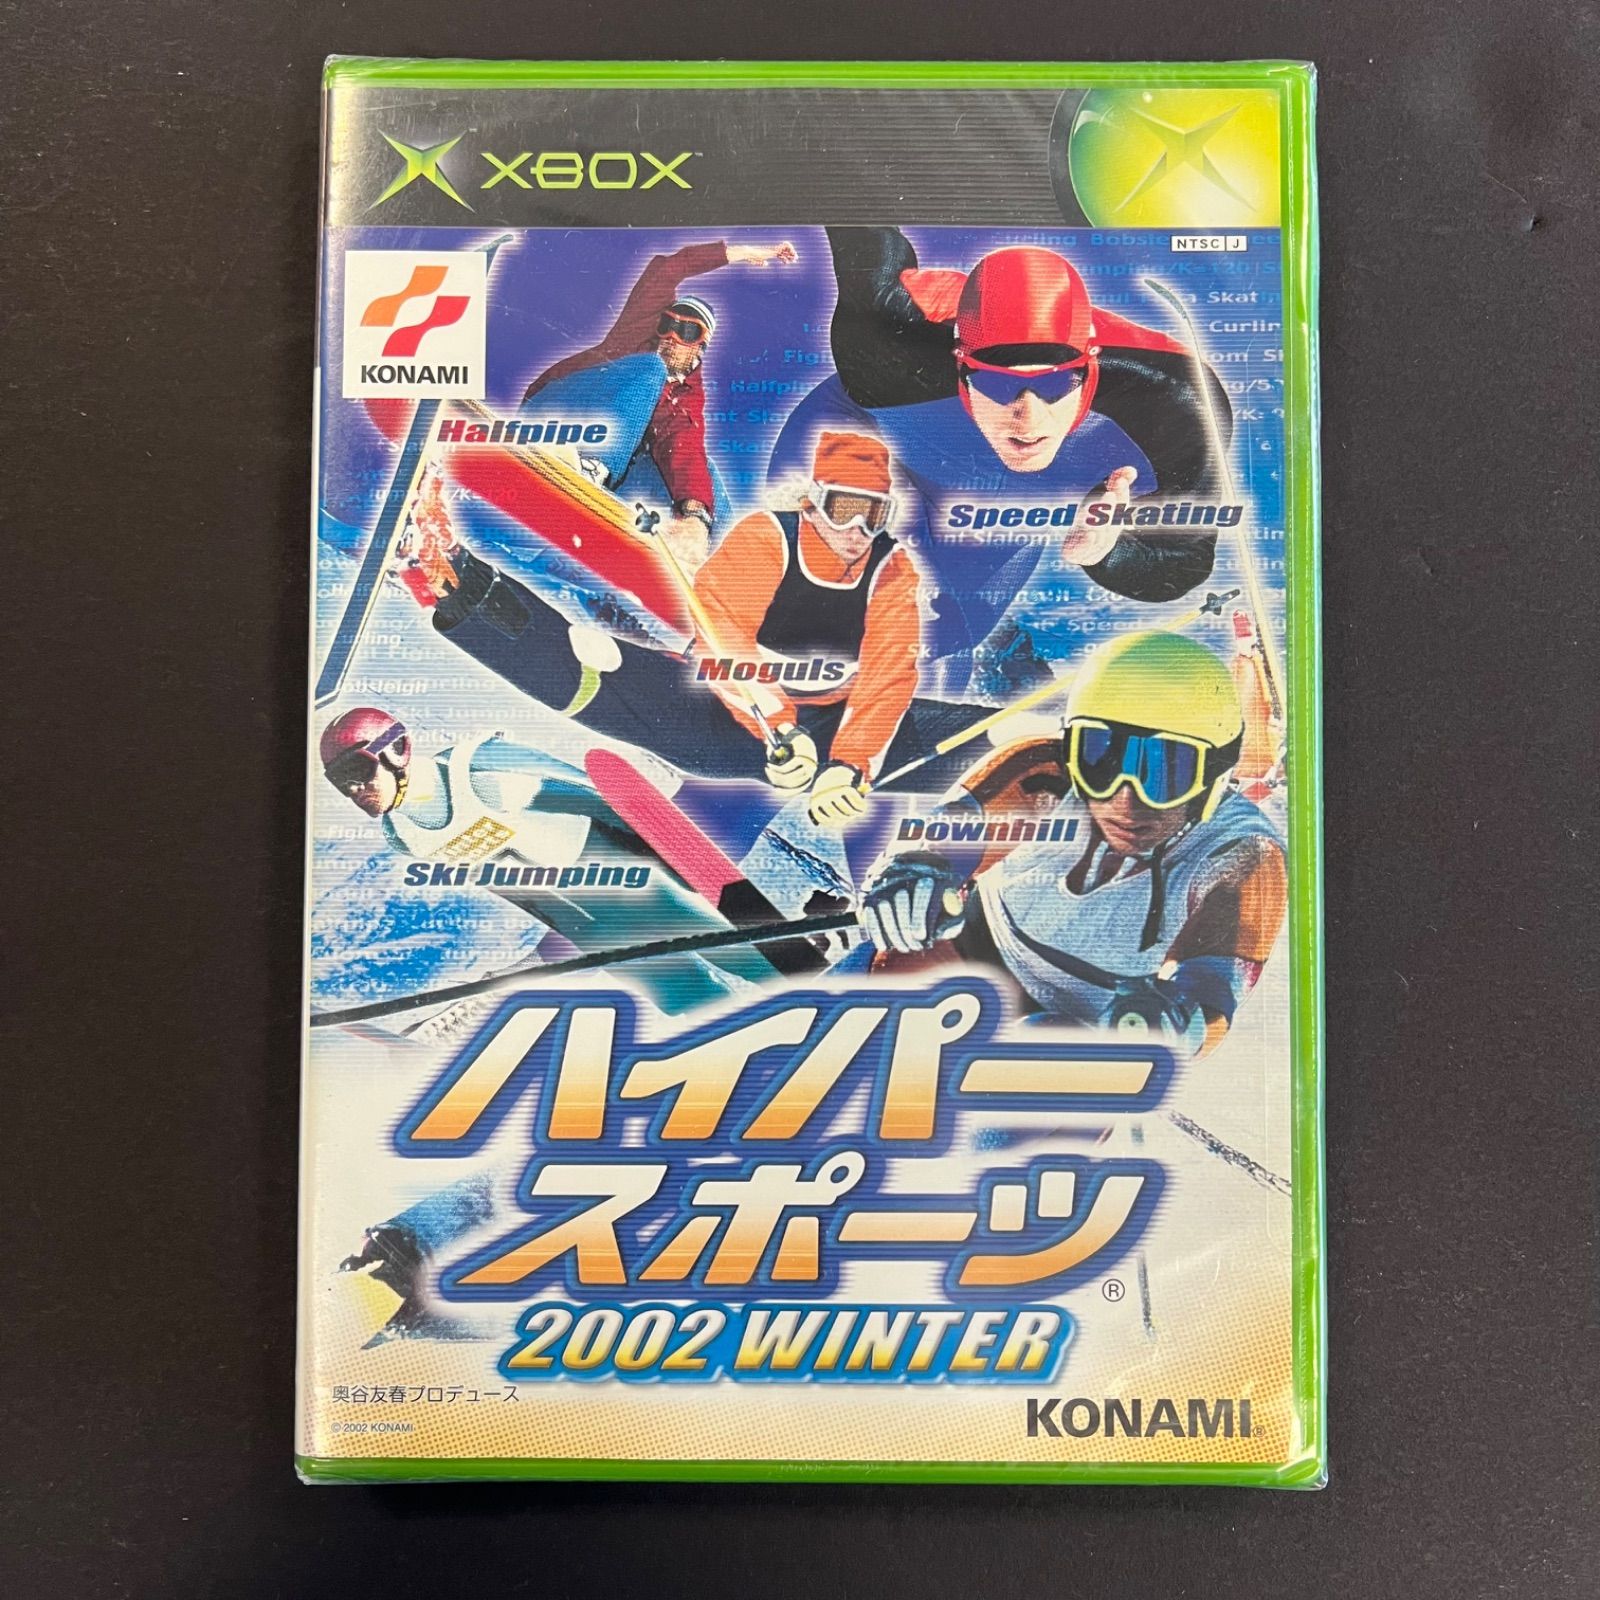 XBOX™
NTSC J
KONAMI
Halfpipe
Speed Skating
Moguls
Downhill
Ski Jumping
ハイパー
スポーツ®
2002 WINTER
奥谷友春プロデュース
© 2002 KONAMI
KONAMI®